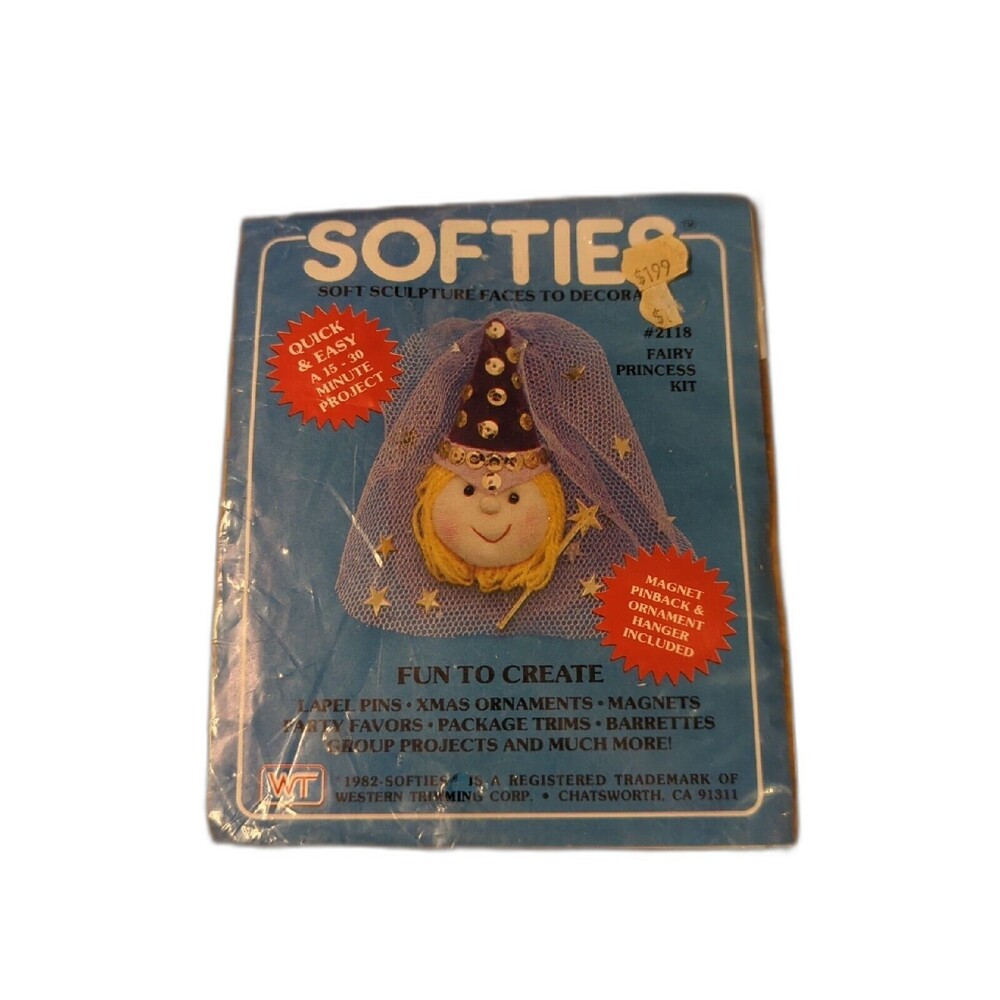 SOFTIES
™
$199
SOFT SCULPTURE FACES TO
$
#2118
FAIRY
PRINCESS
KIT
QUICK
& EASY
A 15 - 30
MINUTE
PROJECT
MAGNET
PINBACK &
ORNAMENT
HANGER
INCLUDED
FUN TO CREATE
LAPEL PINS • XMAS ORNAMENTS • MAGNETS
PARTY FAVORS • PACKAGE TRIMS • BARRETTES
GROUP PROJECTS AND MUCH MORE!
WT
1982-SOFTIES IS A REGISTERED TRADEMARK OF
WESTERN TRIMMING CORP. • CHATSWORTH, CA 91311